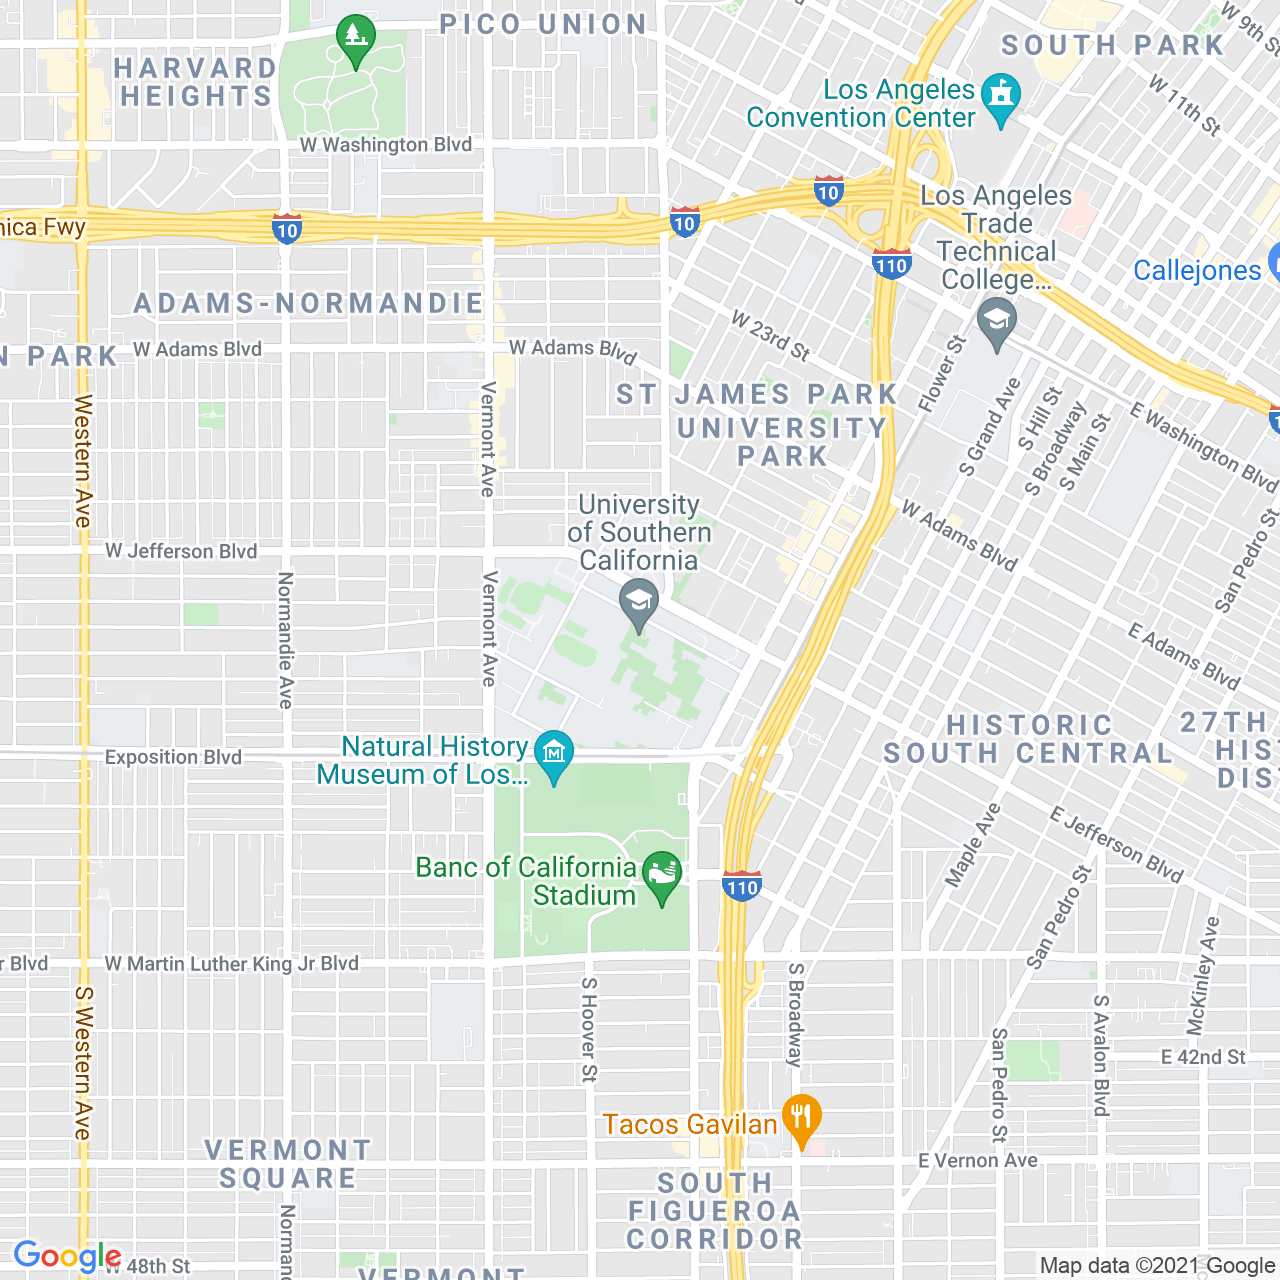 PICO UNION
SOUTH PARK
W 9th St
HARVARD
HEIGHTS
Los Angeles
Convention Center
W 11th St
W Washington Blvd
10
10
10
nica Fwy
110
Los Angeles
Trade
Technical
College...
Callejones
ADAMS-NORMANDIE
W 23rd St
W Adams Blvd
W Adams Blvd
N PARK
Flower St
ST JAMES PARK
UNIVERSITY
PARK
S Grand Ave
S Hill St
S Broadway
S Main St
E Washington Blvd
Western Ave
Vermont Ave
University
of Southern
California
W Adams Blvd
San Pedro St
W Jefferson Blvd
Normandie Ave
Vermont Ave
E Adams Blvd
HISTORIC
SOUTH CENTRAL
27TH
HIST
DIST
Exposition Blvd
Natural History
Museum of Los...
Maple Ave
E Jefferson Blvd
Banc of California
Stadium
110
San Pedro St
McKinley Ave
r Blvd
W Martin Luther King Jr Blvd
S Western Ave
S Hoover St
S Broadway
San Pedro St
S Avalon Blvd
E 42nd St
Tacos Gavilan
VERMONT
SQUARE
E Vernon Ave
SOUTH
FIGUEROA
CORRIDOR
Normand
Google
W 48th St
VERMONT
Map data ©2021 Google